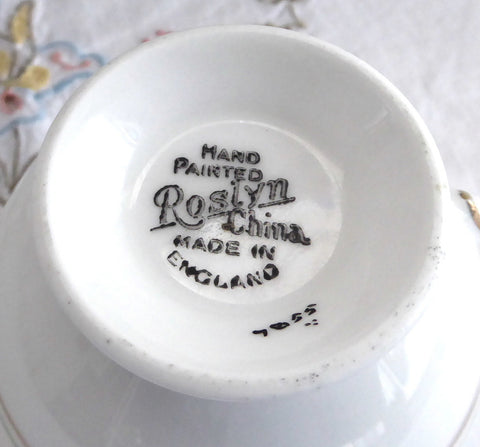 HAND
PAINTED
Roslyn
China
MADE IN
ENGLAND